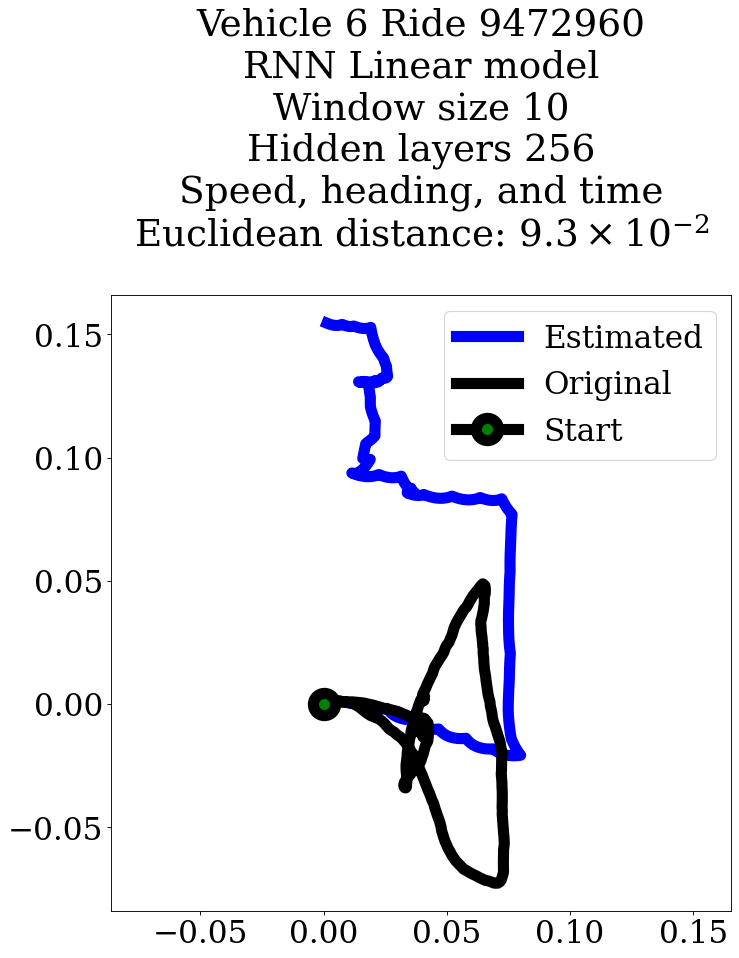 Vehicle 6 Ride 9472960
RNN Linear model
Window size 10
Hidden layers 256
Speed, heading, and time
Euclidean distance: 9.3 × 10⁻²
Estimated
Original
Start
0.15
0.10
0.05
0.00
−0.05
−0.05 0.00 0.05 0.10 0.15